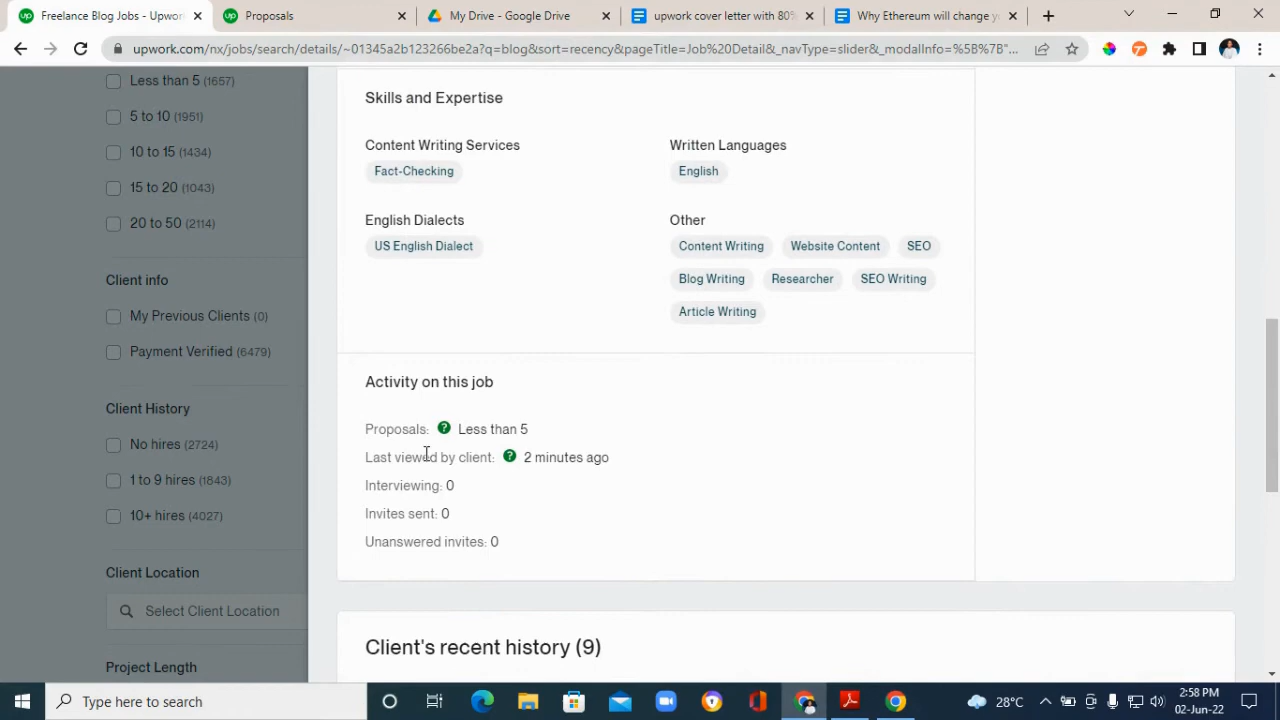 Freelance Blog Jobs - Upwork
Proposals
My Drive - Google Drive
upwork cover letter with 80%
Why Ethereum will change y
upwork.com/nx/jobs/search/details/~01345a2b123266be2a?q=blog&sort=recency&pageTitle=Job%20Detail&_navType=slider&_modalInfo=%5B%7B"...
Less than 5 (1657)
5 to 10 (1951)
10 to 15 (1434)
15 to 20 (1043)
20 to 50 (2114)
Client info
My Previous Clients (0)
Payment Verified (6479)
Client History
No hires (2724)
1 to 9 hires (1843)
10+ hires (4027)
Client Location
Select Client Location
Project Length
Skills and Expertise
Content Writing Services
Fact-Checking
Written Languages
English
English Dialects
US English Dialect
Other
Content Writing Website Content SEO
Blog Writing Researcher SEO Writing
Article Writing
Activity on this job
Proposals: ? Less than 5
Last viewed by client: ? 2 minutes ago
Interviewing: 0
Invites sent: 0
Unanswered invites: 0
Client's recent history (9)
Type here to search
28°C
2:58 PM
02-Jun-22